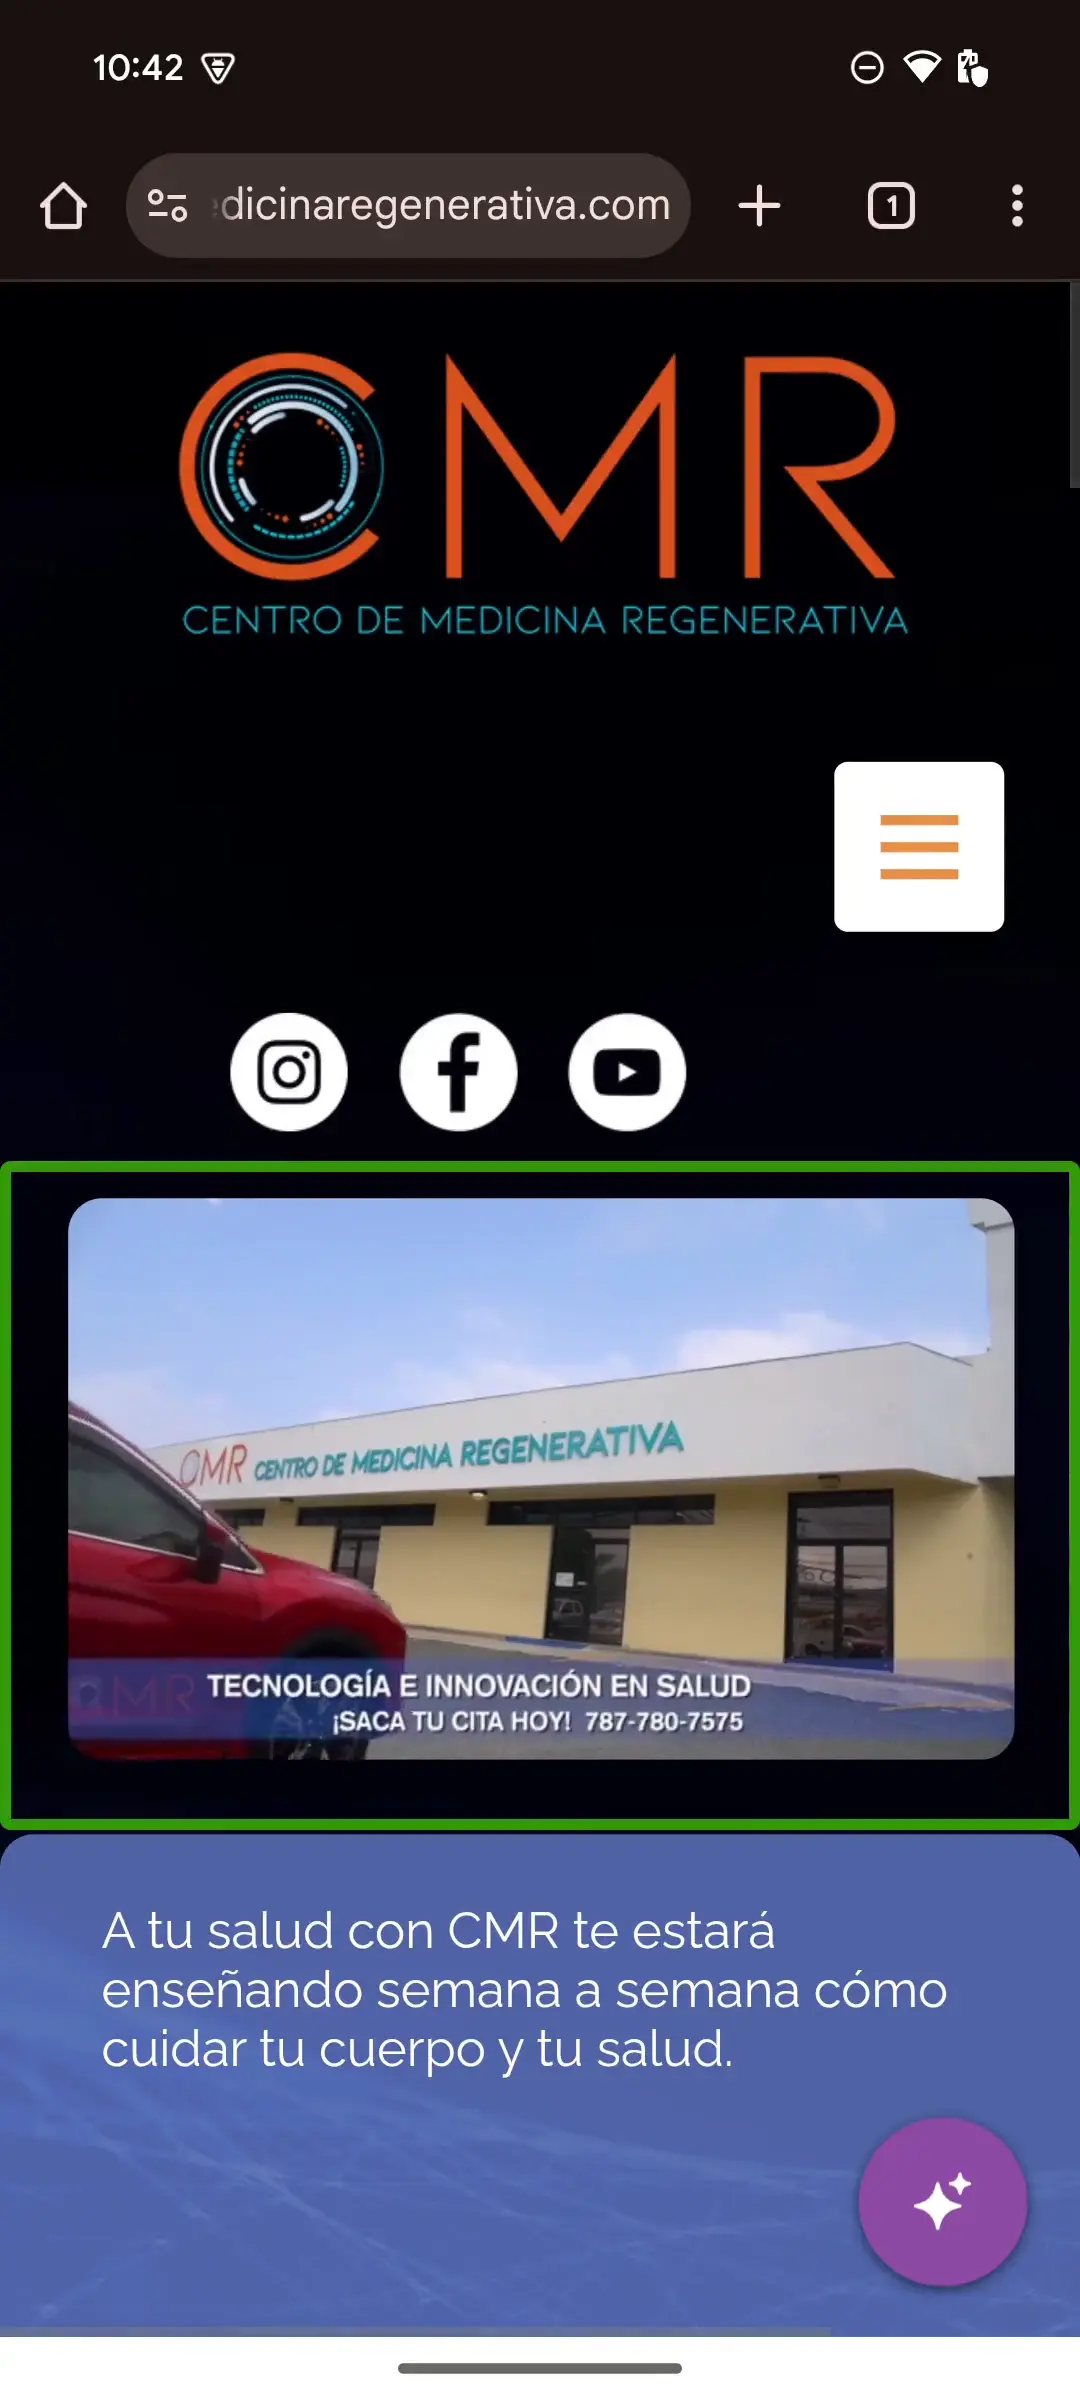 10:42
edicinaregenerativa.com
1
CMR
CENTRO DE MEDICINA REGENERATIVA
CMR CENTRO DE MEDICINA REGENERATIVA
CMR
TECNOLOGÍA E INNOVACIÓN EN SALUD
¡SACA TU CITA HOY! 787-780-7575
A tu salud con CMR te estará
enseñando semana a semana cómo
cuidar tu cuerpo y tu salud.